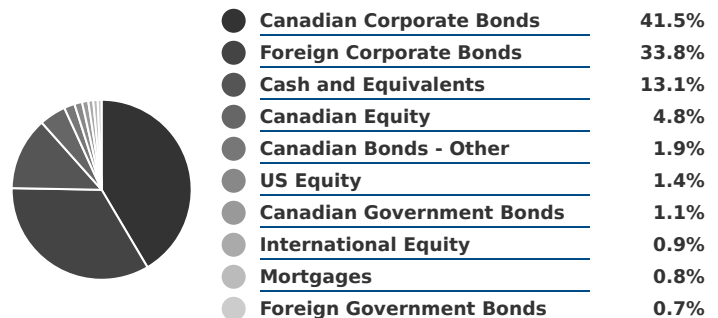 Canadian Corporate Bonds 41.5%
Foreign Corporate Bonds 33.8%
Cash and Equivalents 13.1%
Canadian Equity 4.8%
Canadian Bonds - Other 1.9%
US Equity 1.4%
Canadian Government Bonds 1.1%
International Equity 0.9%
Mortgages 0.8%
Foreign Government Bonds 0.7%